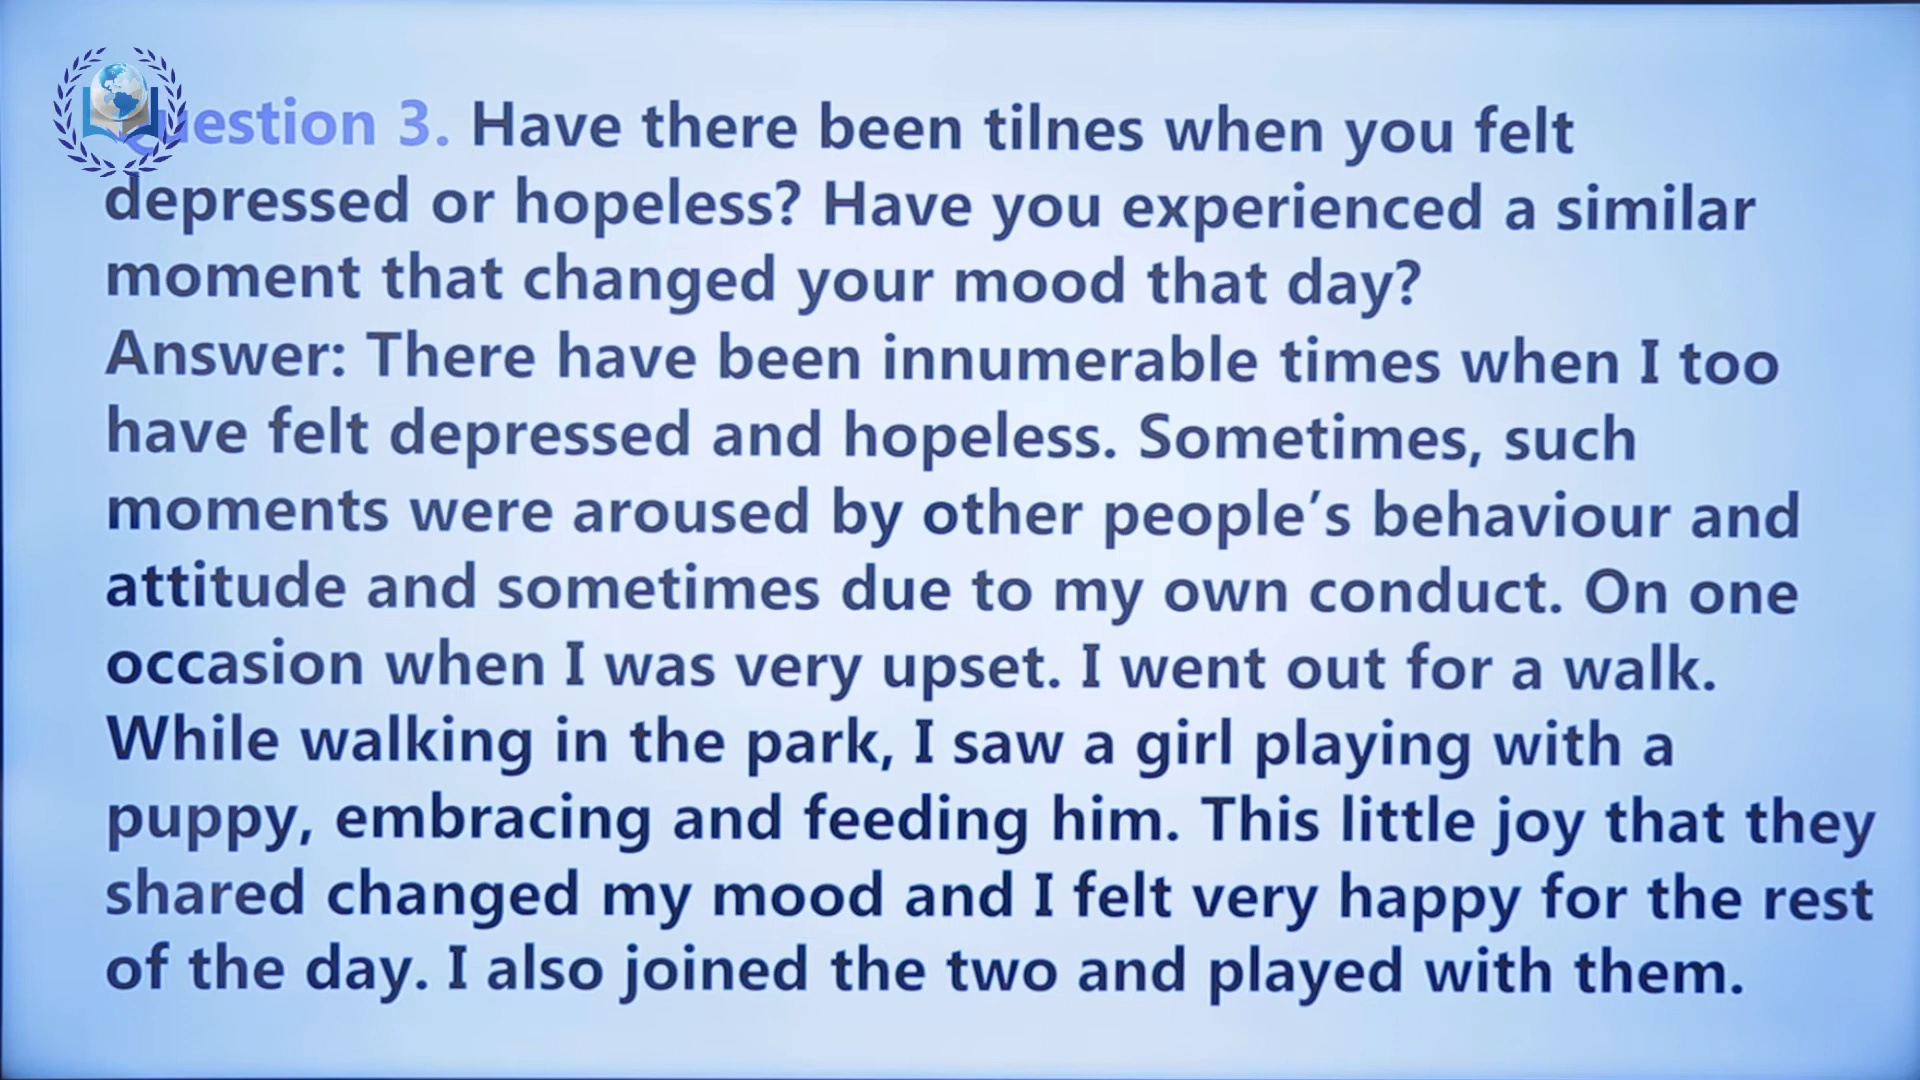 Question 3. Have there been tilnes when you felt
depressed or hopeless? Have you experienced a similar
moment that changed your mood that day?
Answer: There have been innumerable times when I too
have felt depressed and hopeless. Sometimes, such
moments were aroused by other people’s behaviour and
attitude and sometimes due to my own conduct. On one
occasion when I was very upset. I went out for a walk.
While walking in the park, I saw a girl playing with a
puppy, embracing and feeding him. This little joy that they
shared changed my mood and I felt very happy for the rest
of the day. I also joined the two and played with them.